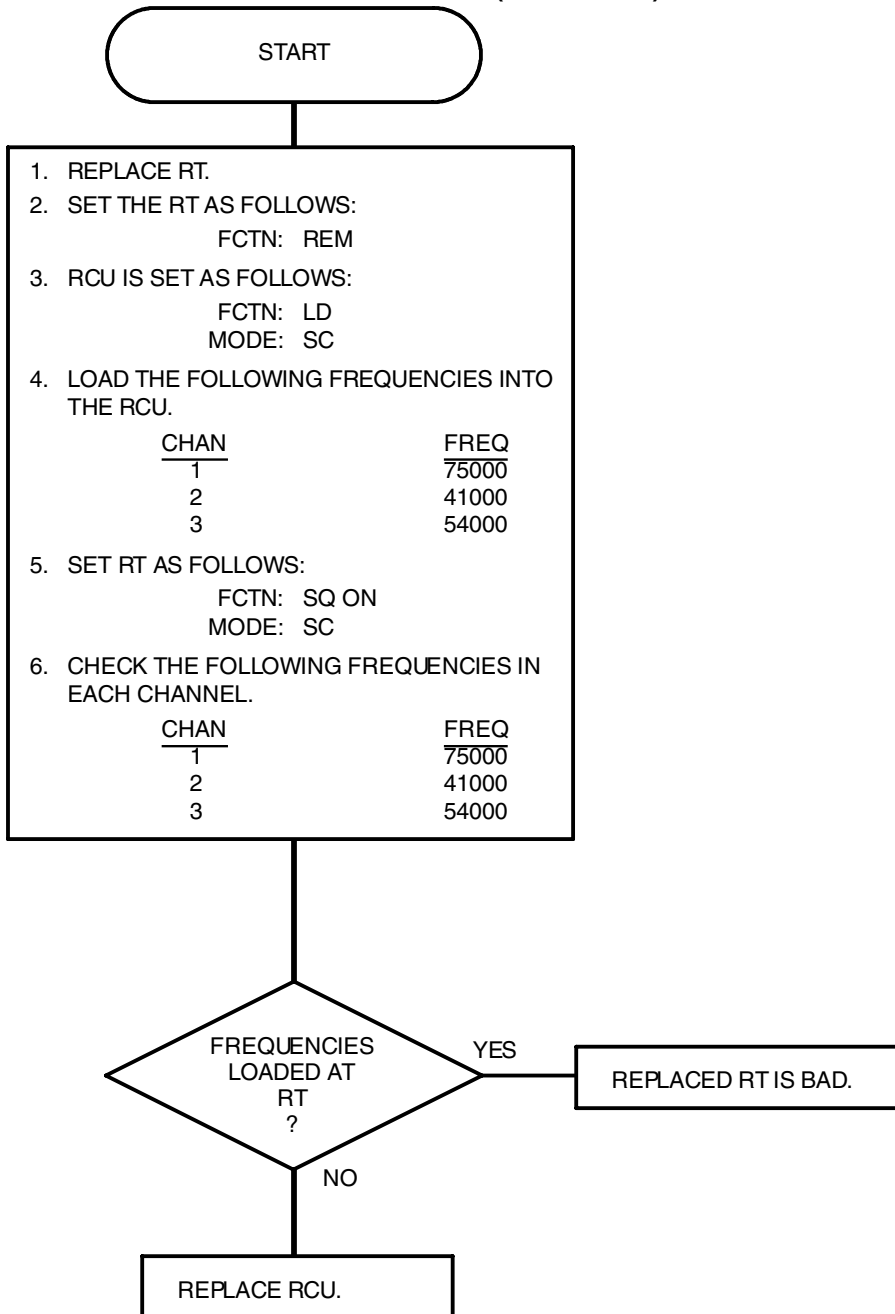 START
1. REPLACE RT.
2. SET THE RT AS FOLLOWS:
FCTN: REM
3. RCU IS SET AS FOLLOWS:
FCTN: LD
MODE: SC
4. LOAD THE FOLLOWING FREQUENCIES INTO
THE RCU.
CHAN FREQ
1 75000
2 41000
3 54000
5. SET RT AS FOLLOWS:
FCTN: SQ ON
MODE: SC
6. CHECK THE FOLLOWING FREQUENCIES IN
EACH CHANNEL.
CHAN FREQ
1 75000
2 41000
3 54000
FREQUENCIES
LOADED AT
RT
?
YES
REPLACED RT IS BAD.
NO
REPLACE RCU.